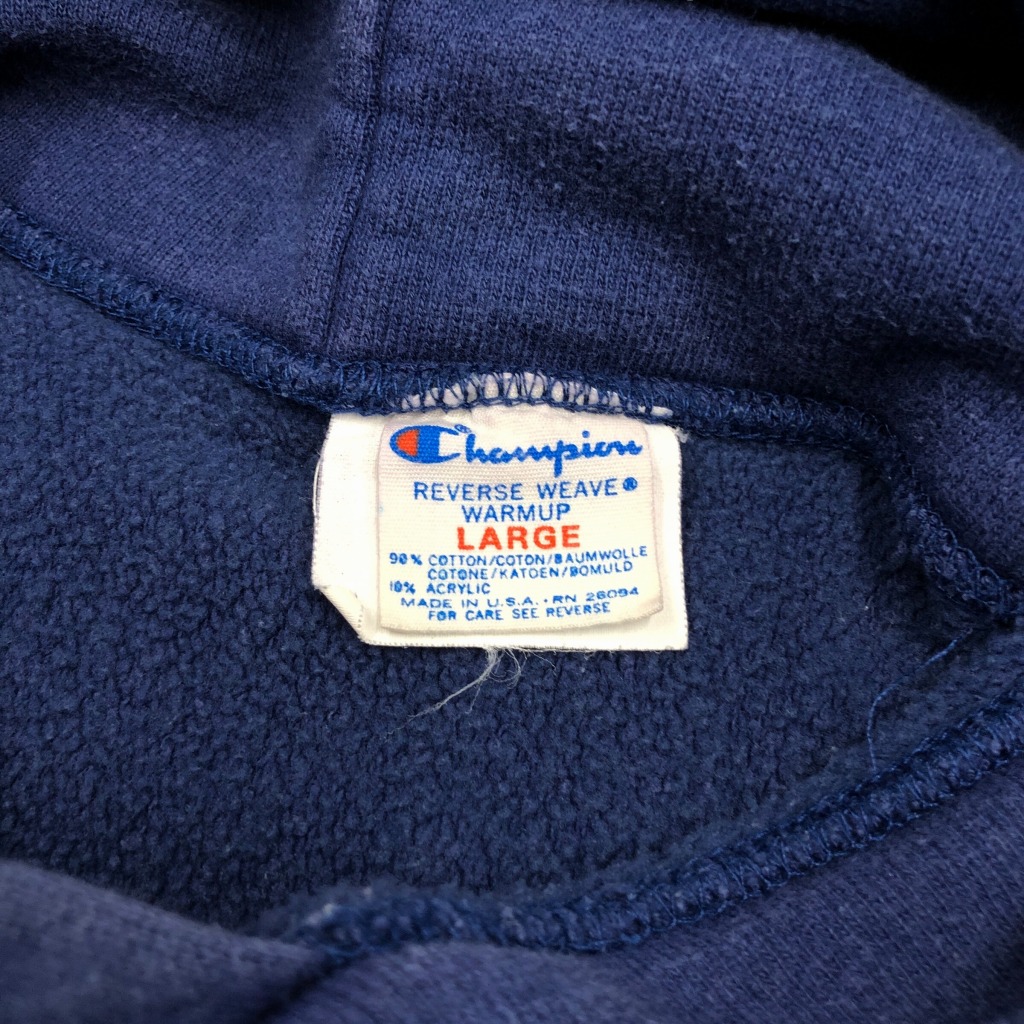 Champion
REVERSE WEAVE®
WARMUP
LARGE
90% COTTON/COTON/BAUMWOLLE
COTONE/KATOEN/BOMULD
10% ACRYLIC
MADE IN U.S.A. • RN 26094
FOR CARE SEE REVERSE